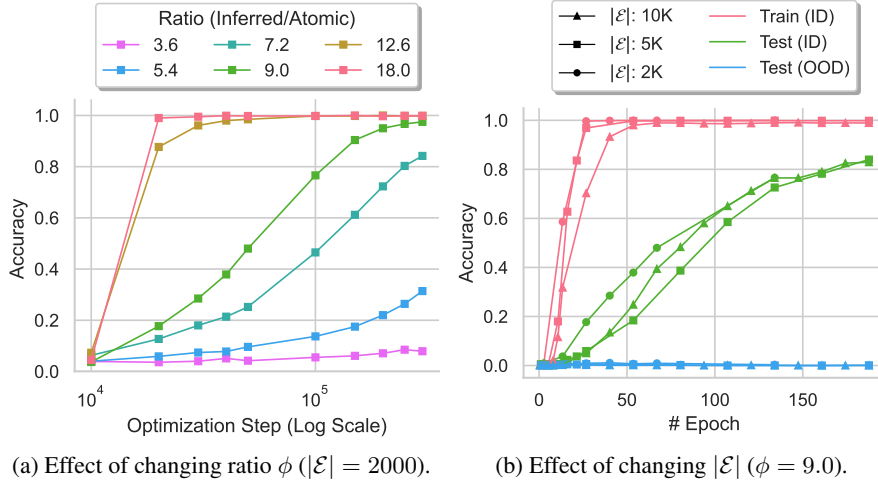 Ratio (Inferred/Atomic)
3.6 7.2 12.6
5.4 9.0 18.0
1.0
0.8
0.6
0.4
0.2
0.0
Accuracy
10^4 10^5
Optimization Step (Log Scale)
(a) Effect of changing ratio ϕ (|ℰ| = 2000).
|ℰ|: 10K Train (ID)
|ℰ|: 5K Test (ID)
|ℰ|: 2K Test (OOD)
1.0
0.8
0.6
0.4
0.2
0.0
Accuracy
0 50 100 150
# Epoch
(b) Effect of changing |ℰ| (ϕ = 9.0).